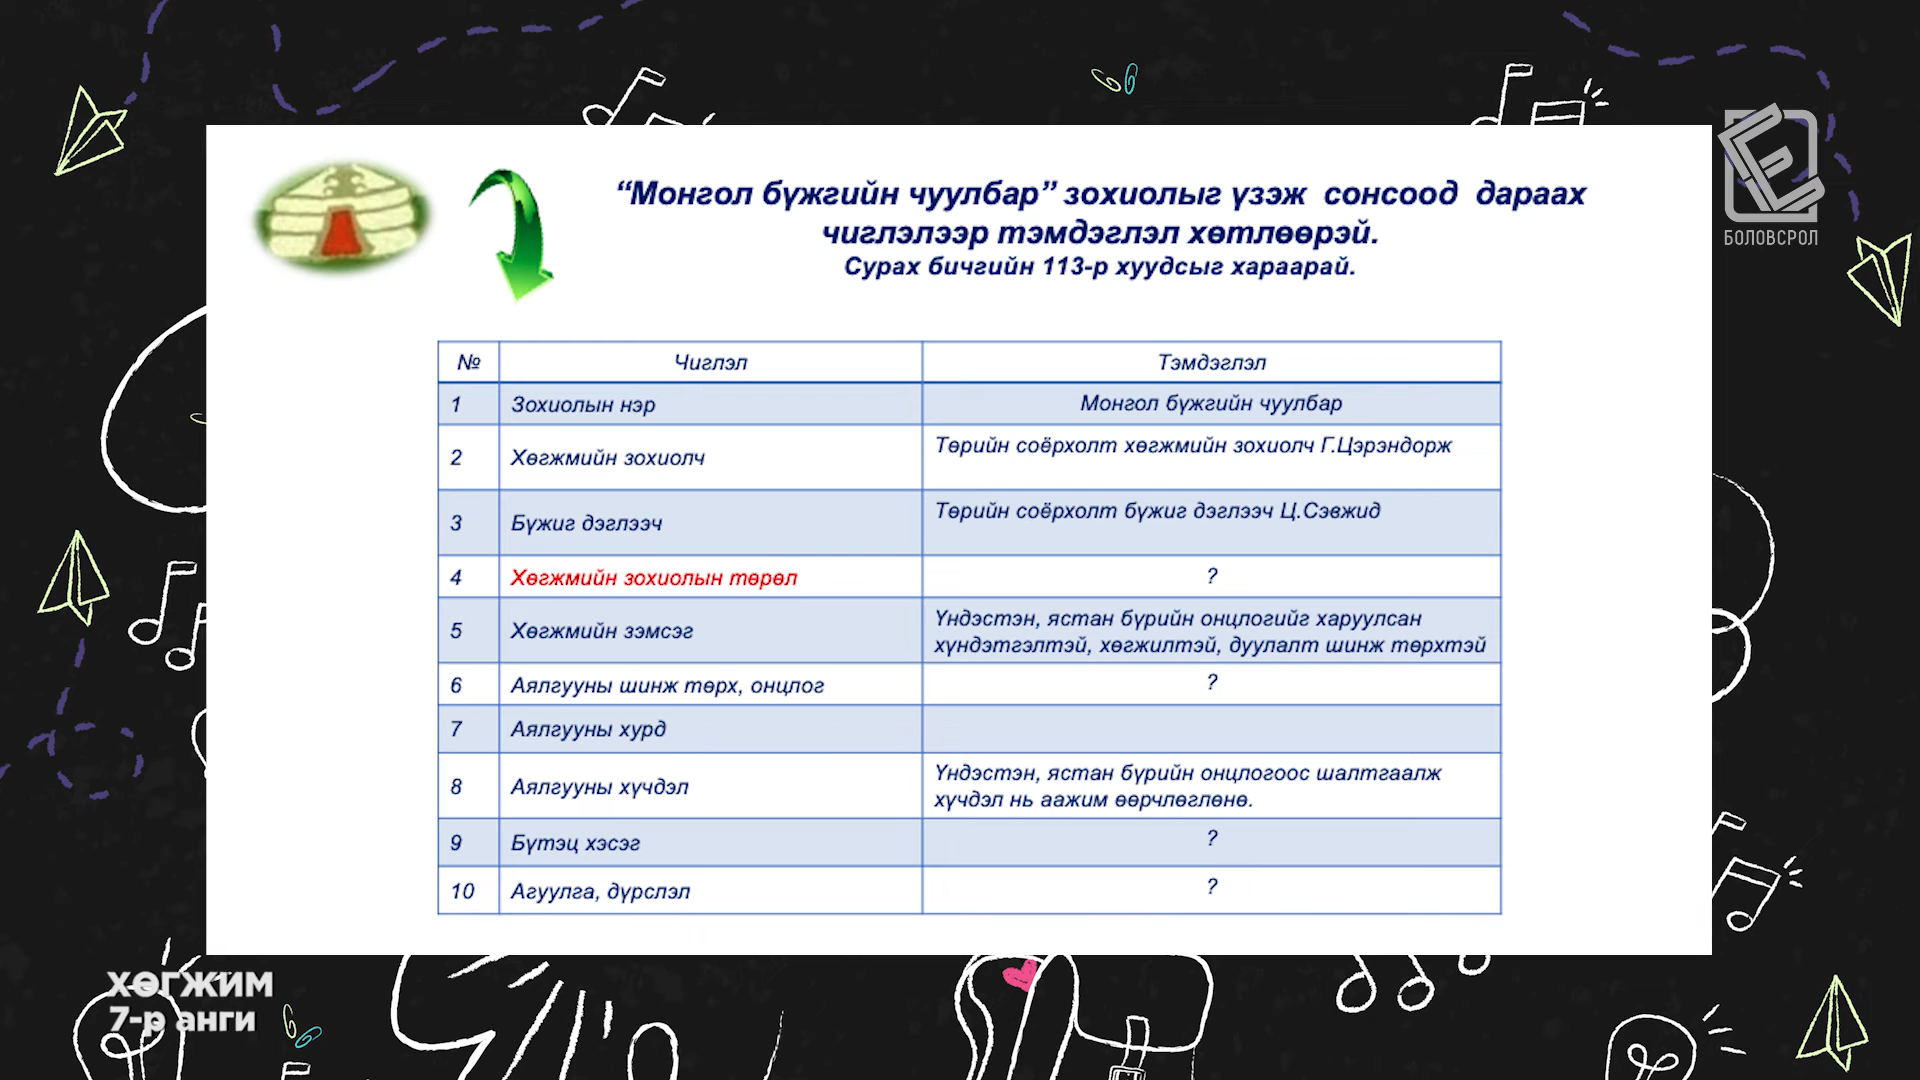 БОЛОВСРОЛ
“Монгол бүжгийн чуулбар” зохиолыг үзэж сонсоод дараах
чиглэлээр тэмдэглэл хөтлөөрэй.
Сурах бичгийн 113-р хуудсыг хараарай.
№ Чиглэл Тэмдэглэл
1 Зохиолын нэр Монгол бүжгийн чуулбар
2 Хөгжмийн зохиолч Төрийн соёрхолт хөгжмийн зохиолч Г.Цэрэндорж
3 Бүжиг дэглээч Төрийн соёрхолт бүжиг дэглээч Ц.Сэвжид
4 Хөгжмийн зохиолын төрөл ?
5 Хөгжмийн зэмсэг Үндэстэн, ястан бүрийн онцлогийг харуулсан
хүндэтгэлтэй, хөгжилтэй, дуулалт шинж төрхтэй
6 Аялгууны шинж төрх, онцлог ?
7 Аялгууны хурд
8 Аялгууны хүчдэл Үндэстэн, ястан бүрийн онцлогоос шалтгаалж
хүчдэл нь аажим өөрчлөглөнө.
9 Бүтэц хэсэг ?
10 Агуулга, дүрслэл ?
ХӨГЖИМ
7-р анги